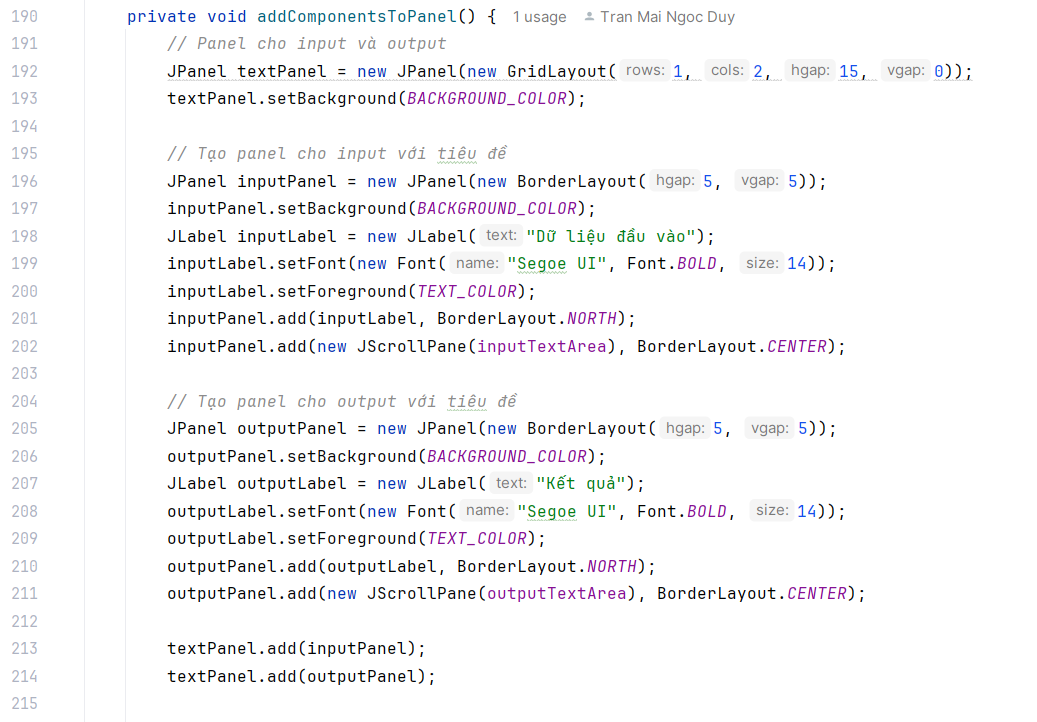 190 private void addComponentsToPanel() { 1 usage Tran Mai Ngoc Duy
191 // Panel cho input và output
192 JPanel textPanel = new JPanel(new GridLayout( rows: 1, cols: 2, hgap: 15, vgap: 0));
193 textPanel.setBackground(BACKGROUND_COLOR);
194
195 // Tạo panel cho input với tiêu đề
196 JPanel inputPanel = new JPanel(new BorderLayout( hgap: 5, vgap: 5));
197 inputPanel.setBackground(BACKGROUND_COLOR);
198 JLabel inputLabel = new JLabel( text: "Dữ liệu đầu vào");
199 inputLabel.setFont(new Font( name: "Segoe UI", Font.BOLD, size: 14));
200 inputLabel.setForeground(TEXT_COLOR);
201 inputPanel.add(inputLabel, BorderLayout.NORTH);
202 inputPanel.add(new JScrollPane(inputTextArea), BorderLayout.CENTER);
203
204 // Tạo panel cho output với tiêu đề
205 JPanel outputPanel = new JPanel(new BorderLayout( hgap: 5, vgap: 5));
206 outputPanel.setBackground(BACKGROUND_COLOR);
207 JLabel outputLabel = new JLabel( text: "Kết quả");
208 outputLabel.setFont(new Font( name: "Segoe UI", Font.BOLD, size: 14));
209 outputLabel.setForeground(TEXT_COLOR);
210 outputPanel.add(outputLabel, BorderLayout.NORTH);
211 outputPanel.add(new JScrollPane(outputTextArea), BorderLayout.CENTER);
212
213 textPanel.add(inputPanel);
214 textPanel.add(outputPanel);
215